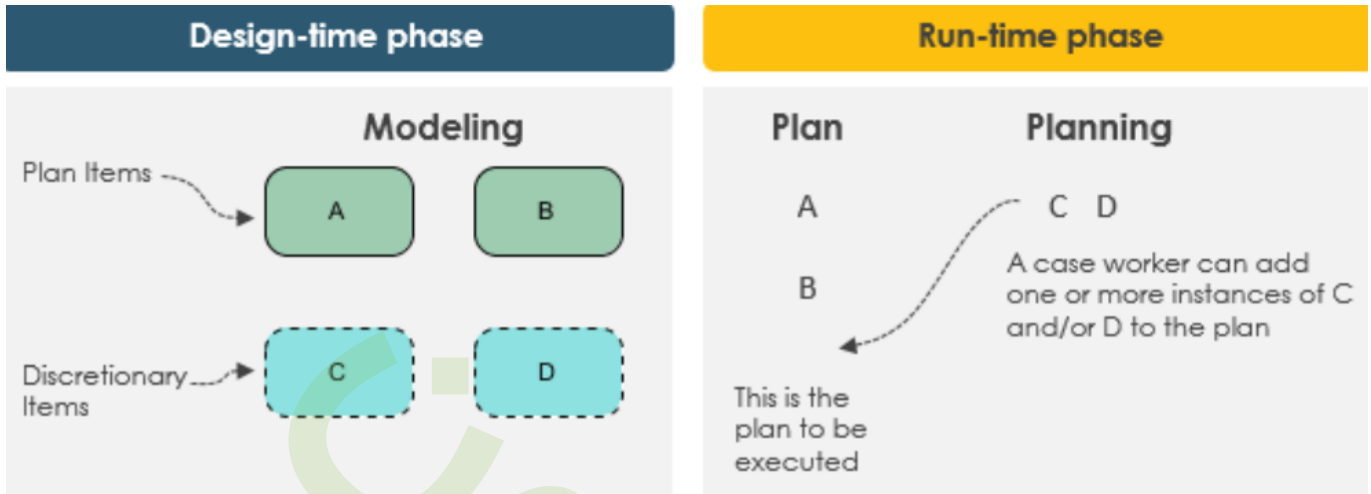 Design-time phase
Modeling
Plan Items
A
B
Discretionary
Items
C
D
Run-time phase
Plan
Planning
A
B
C D
A case worker can add
one or more instances of C
and/or D to the plan
This is the
plan to be
executed